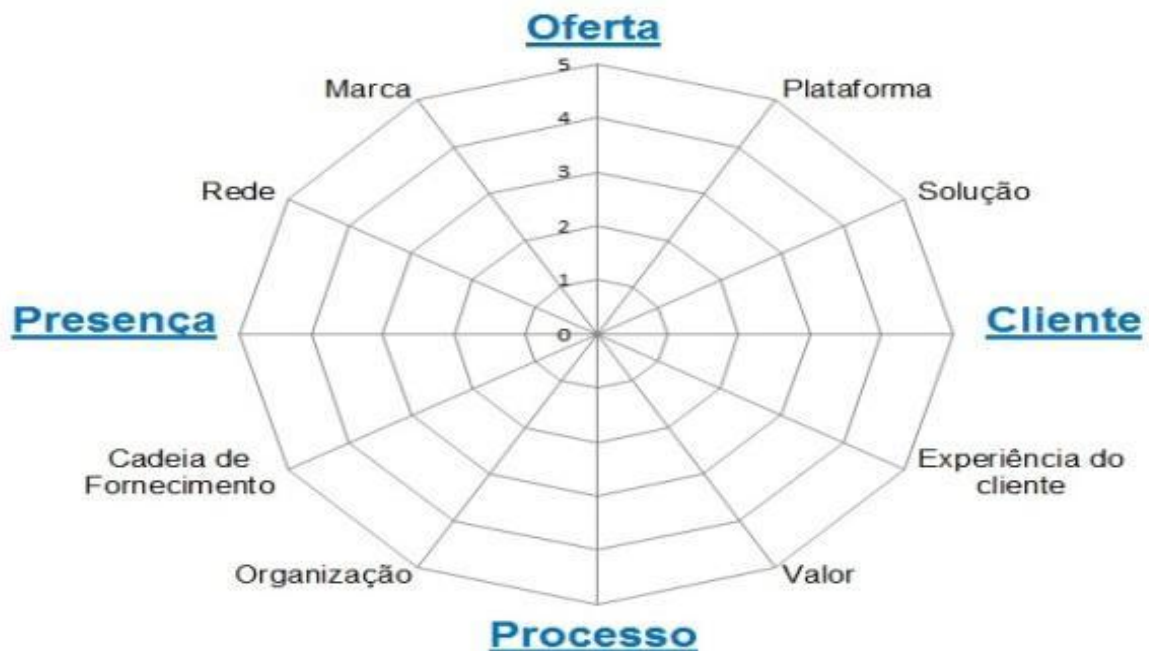 Oferta
5
Marca
Plataforma
4
3
Rede
Solução
2
1
Presença
0
Cliente
Cadeia de
Fornecimento
Experiência do
cliente
Organização
Valor
Processo